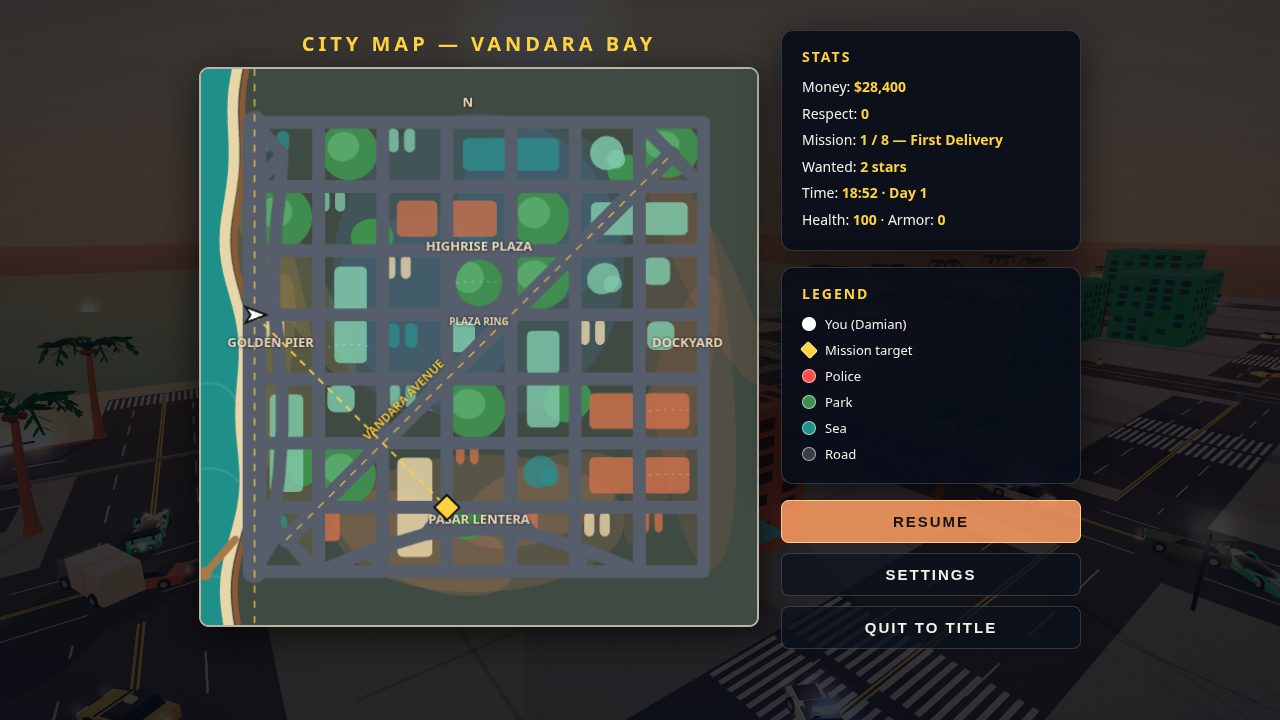 CITY MAP — VANDARA BAY
N
HIGHRISE PLAZA
PLAZA RING
GOLDEN PIER
DOCKYARD
VANDARA AVENUE
PASAR LENTERA
STATS
Money: $28,400
Respect: 0
Mission: 1 / 8 — First Delivery
Wanted: 2 stars
Time: 18:52 · Day 1
Health: 100 · Armor: 0
LEGEND
You (Damian)
Mission target
Police
Park
Sea
Road
RESUME
SETTINGS
QUIT TO TITLE